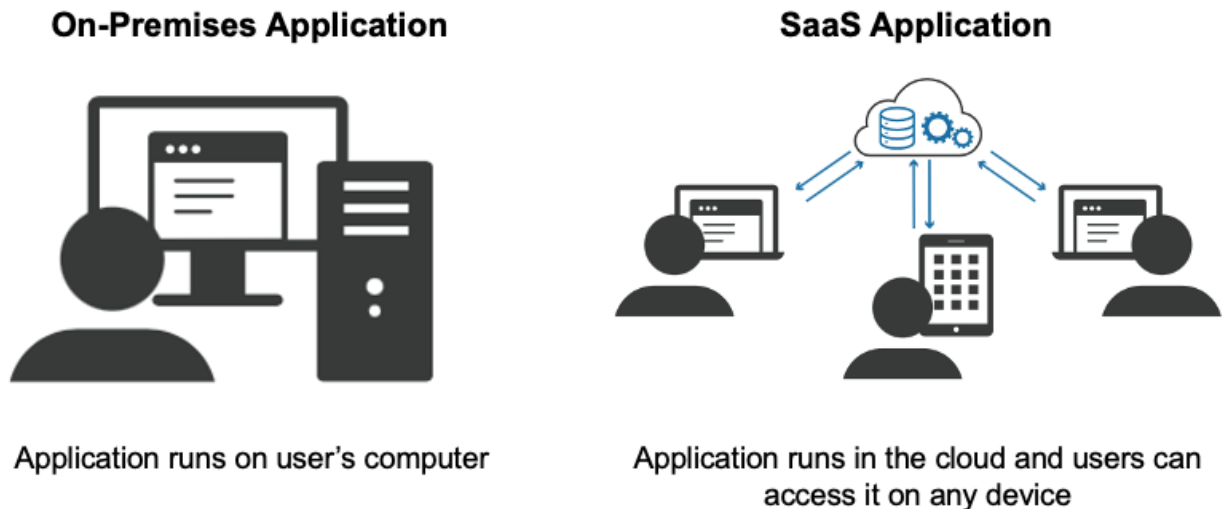 On-Premises Application
SaaS Application
Application runs on user's computer
Application runs in the cloud and users can
access it on any device